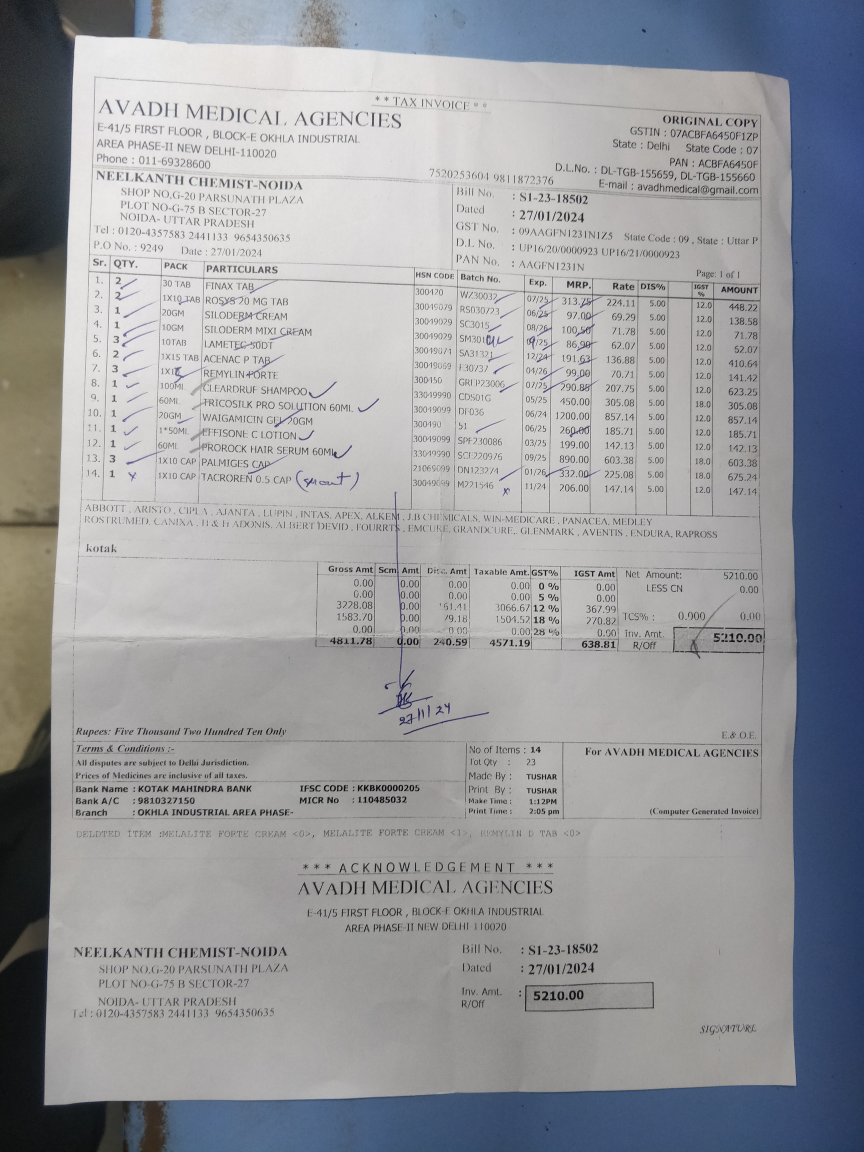 ** TAX INVOICE **
AVADH MEDICAL AGENCIES
E-41/5 FIRST FLOOR , BLOCK-E OKHLA INDUSTRIAL
AREA PHASE-II NEW DELHI-110020
Phone : 011-69328600
ORIGINAL COPY
GSTIN : 07ACBFA6450F1ZP
State : Delhi State Code : 07
PAN : ACBFA6450F
D.L.No. : DL-TGB-155659, DL-TGB-155660
7520253604 9811872376 E-mail : avadhmedical@gmail.com
NEELKANTH CHEMIST-NOIDA
SHOP NO.G-20 PARSUNATH PLAZA
PLOT NO-G-75 B SECTOR-27
NOIDA- UTTAR PRADESH
Tel : 0120-4357583 2441133 9654350635
P.O No. : 9249 Date : 27/01/2024
Bill No. : S1-23-18502
Dated : 27/01/2024
GST No. : 09AAGFN1231N1Z5 State Code : 09 , State : Uttar P
D.L No. : UP16/20/0000923 UP16/21/0000923
PAN No. : AAGFN1231N
Page: 1 of 1
Sr. QTY. PACK PARTICULARS HSN CODE Batch No. Exp. MRP. Rate DIS% IGST % AMOUNT
1. 2 30 TAB FINAX TAB 300420 WZ30032 07/25 313.75 224.11 5.00 12.0 448.22
2. 2 1X10 TAB ROSYS 20 MG TAB 30049079 RS030723 06/25 97.00 69.29 5.00 12.0 138.58
3. 1 20GM SILODERM CREAM 30049029 SC3015 08/26 100.50 71.78 5.00 12.0 71.78
4. 1 10GM SILODERM MIXI CREAM 30049029 86.90 62.07 5.00 12.0 62.07
5. 3 10TAB LAMETEC 50DT 30049071 SA31321 12/24 191.63 136.88 5.00 12.0 410.64
6. 2 1X15 TAB ACENAC P TAB 30049069 E30737 04/26 99.00 70.71 5.00 12.0 141.42
7. 3 REMYLIN FORTE 300450 GRLP23006 07/25 290.88 207.75 5.00 12.0 623.25
8. 1 100ML CLEARDRUF SHAMPOO 33049990 CDS01G 05/25 450.00 305.08 5.00 18.0 305.08
9. 1 60ML TRICOSILK PRO SOLUTION 60ML 30049099 DF036 06/24 1200.00 857.14 5.00 12.0 857.14
10. 1 20GM WAIGAMICIN GEL 20GM 300490 51 06/25 260.00 185.71 5.00 12.0 185.71
11. 1 1*50ML EFFISONE C LOTION 30049099 SPF230086 03/25 199.00 142.13 5.00 12.0 142.13
12. 1 60ML PROROCK HAIR SERUM 60ML 33049990 SCF220976 09/25 890.00 603.38 5.00 18.0 603.38
13. 3 1X10 CAP PALMIGES CAP 21069099 DN123274 01/26 332.00 225.08 5.00 18.0 675.24
14. 1 x 1X10 CAP TACROREN 0.5 CAP 30049099 M221546 x 11/24 206.00 147.14 5.00 12.0 147.14
ABBOTT , ARISTO , CIPLA , AJANTA , LUPIN , INTAS, APEX, ALKEM , J.B CHEMICALS, WIN-MEDICARE , PANACEA, MEDLEY
ROSTRUMED, CANIXA , H & H ADONIS, ALBERT DEVID , FOURRTS , EMCURE, GRANDCURE,, GLENMARK , AVENTIS , ENDURA, RAPROSS
kotak
Gross Amt Scm. Amt Disc. Amt Taxable Amt. GST% IGST Amt
0.00 0.00 0.00 0.00 0 % 0.00
0.00 0.00 0.00 0.00 5 % 0.00
3228.08 0.00 161.41 3066.67 12 % 367.99
1583.70 0.00 79.18 1504.52 18 % 270.82
0.00 0.00 0.00 0.00 28 % 0.00
4811.78 0.00 240.59 4571.19 638.81
Net Amount: 5210.00
LESS CN 0.00
TCS% : 0.900 0.00
Inv. Amt. R/Off 5210.00
27/1/24
Rupees: Five Thousand Two Hundred Ten Only
E.& O.E.
Terms & Conditions :-
All disputes are subject to Delhi Jurisdiction.
Prices of Medicines are inclusive of all taxes.
Bank Name : KOTAK MAHINDRA BANK IFSC CODE : KKBK0000205
Bank A/C : 9810327150 MICR No : 110485032
Branch : OKHLA INDUSTRIAL AREA PHASE-
No of Items : 14
Tot Qty : 23
Made By : TUSHAR
Print By : TUSHAR
Make Time : 1:12PM
Print Time : 2:05 pm
For AVADH MEDICAL AGENCIES
(Computer Generated Invoice)
DELDTED ITEM :MELALITE FORTE CREAM <0>, MELALITE FORTE CREAM <1>, REMYLIN D TAB <0>
*** ACKNOWLEDGEMENT ***
AVADH MEDICAL AGENCIES
E-41/5 FIRST FLOOR , BLOCK-E OKHLA INDUSTRIAL
AREA PHASE-II NEW DELHI-110020
NEELKANTH CHEMIST-NOIDA
SHOP NO.G-20 PARSUNATH PLAZA
PLOT NO-G-75 B SECTOR-27
NOIDA- UTTAR PRADESH
Tel : 0120-4357583 2441133 9654350635
Bill No. : S1-23-18502
Dated : 27/01/2024
Inv. Amt. R/Off : 5210.00
SIGNATURE